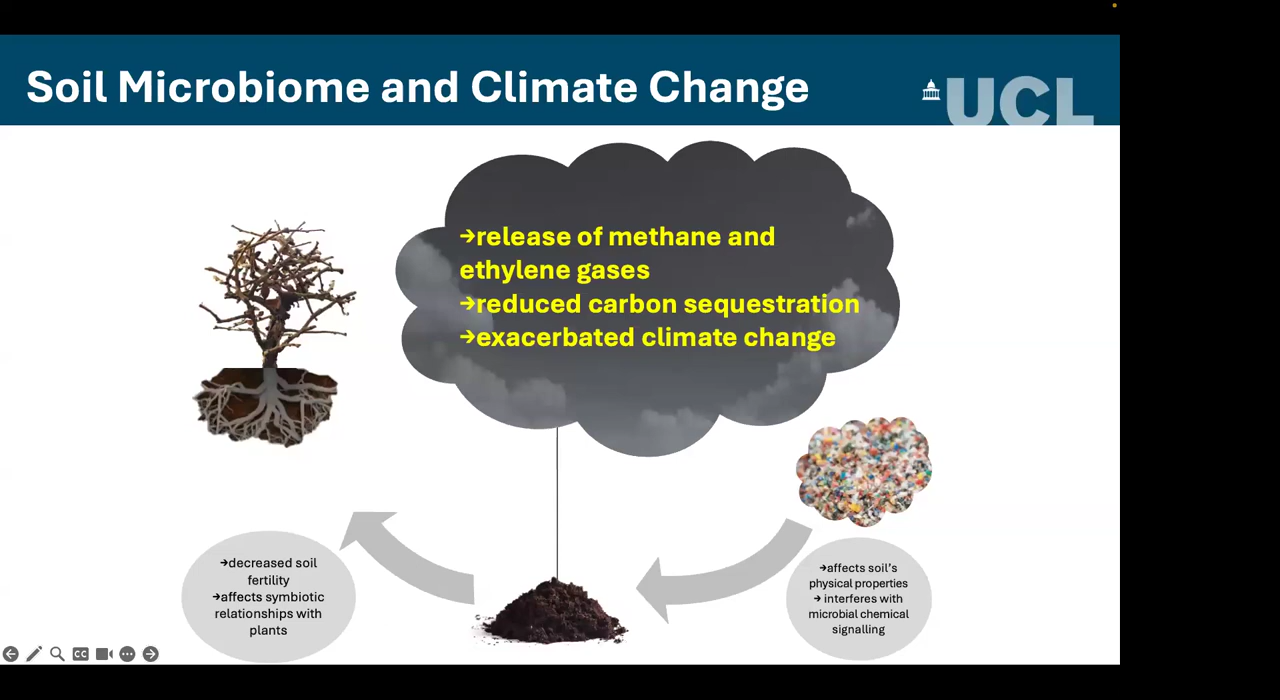 Soil Microbiome and Climate Change
UCL
→release of methane and
ethylene gases
→reduced carbon sequestration
→exacerbated climate change
→decreased soil
fertility
→affects symbiotic
relationships with
plants
→affects soil's
physical properties
→ interferes with
microbial chemical
signalling
CC